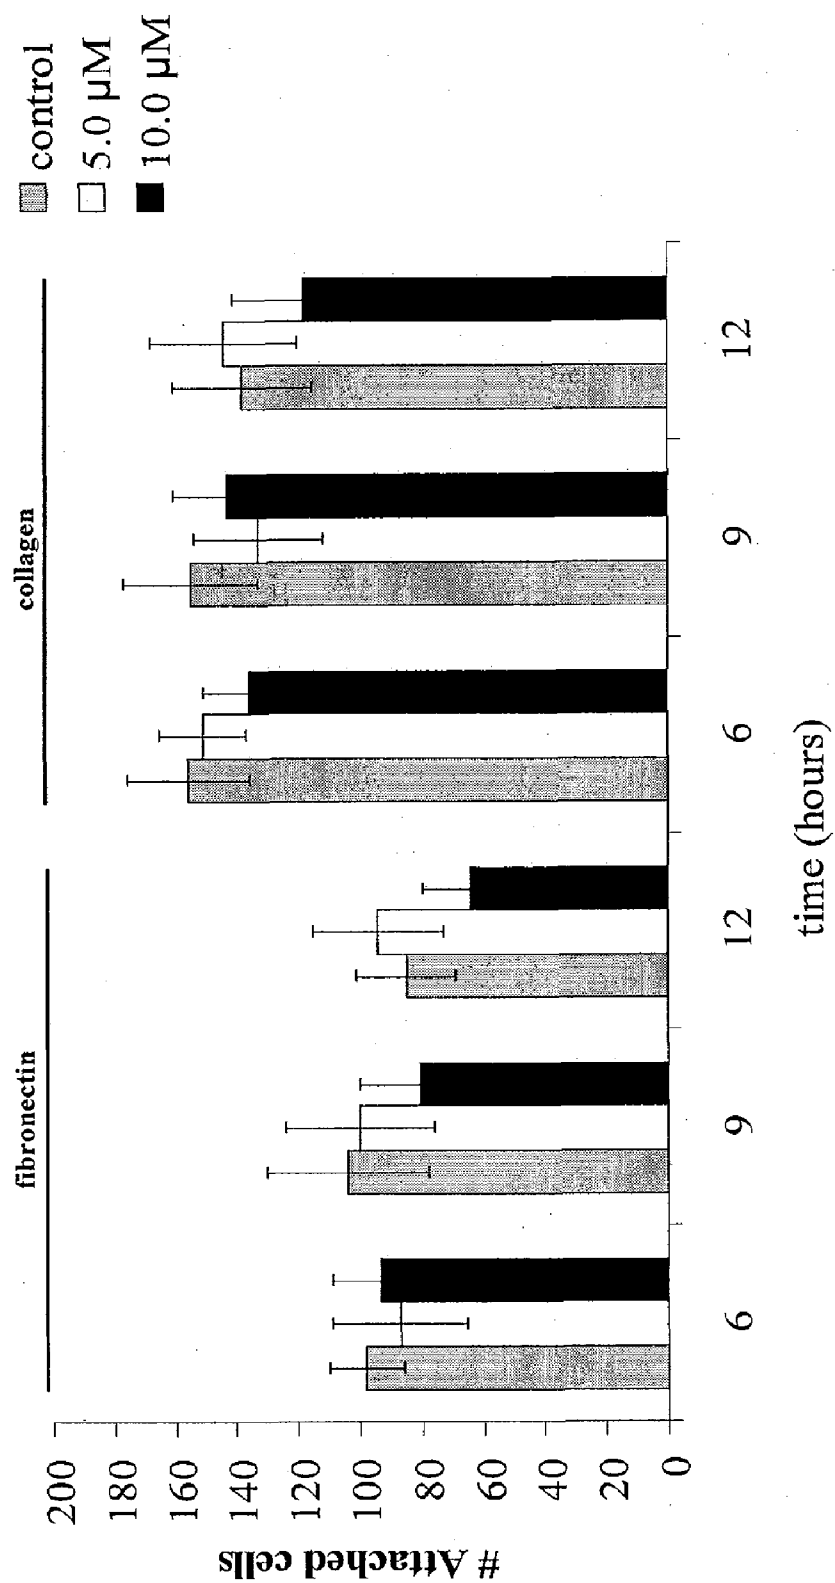 fibronectin
collagen
control
5.0 µM
10.0 µM
# Attached cells
200
180
160
140
120
100
80
60
40
20
0
6
9
12
6
9
12
time (hours)